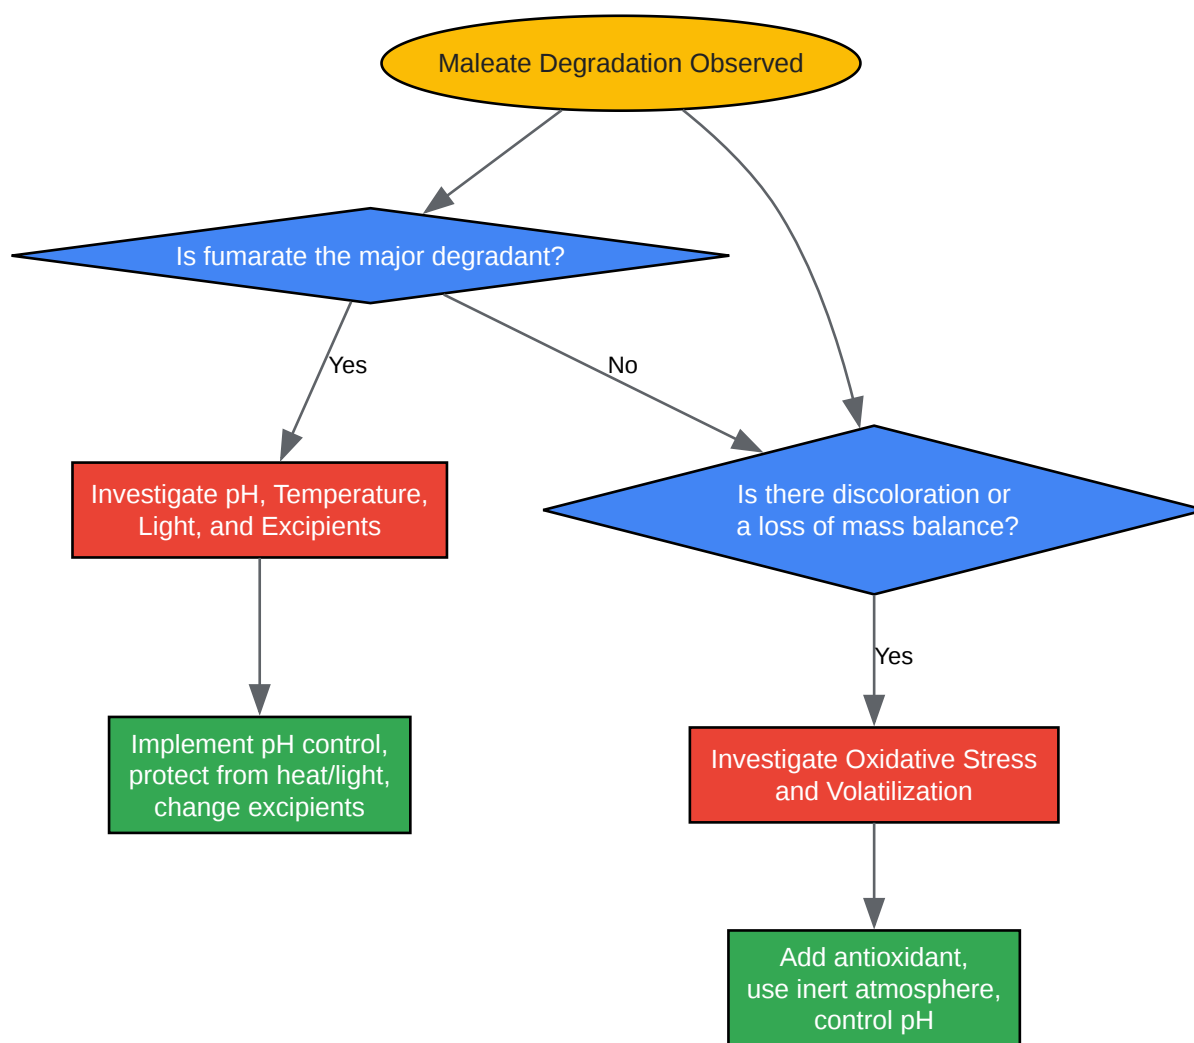 Maleate Degradation Observed
Is fumarate the major degradant?
Yes
No
Investigate pH, Temperature,
Light, and Excipients
Is there discoloration or
a loss of mass balance?
Yes
Implement pH control,
protect from heat/light,
change excipients
Investigate Oxidative Stress
and Volatilization
Add antioxidant,
use inert atmosphere,
control pH